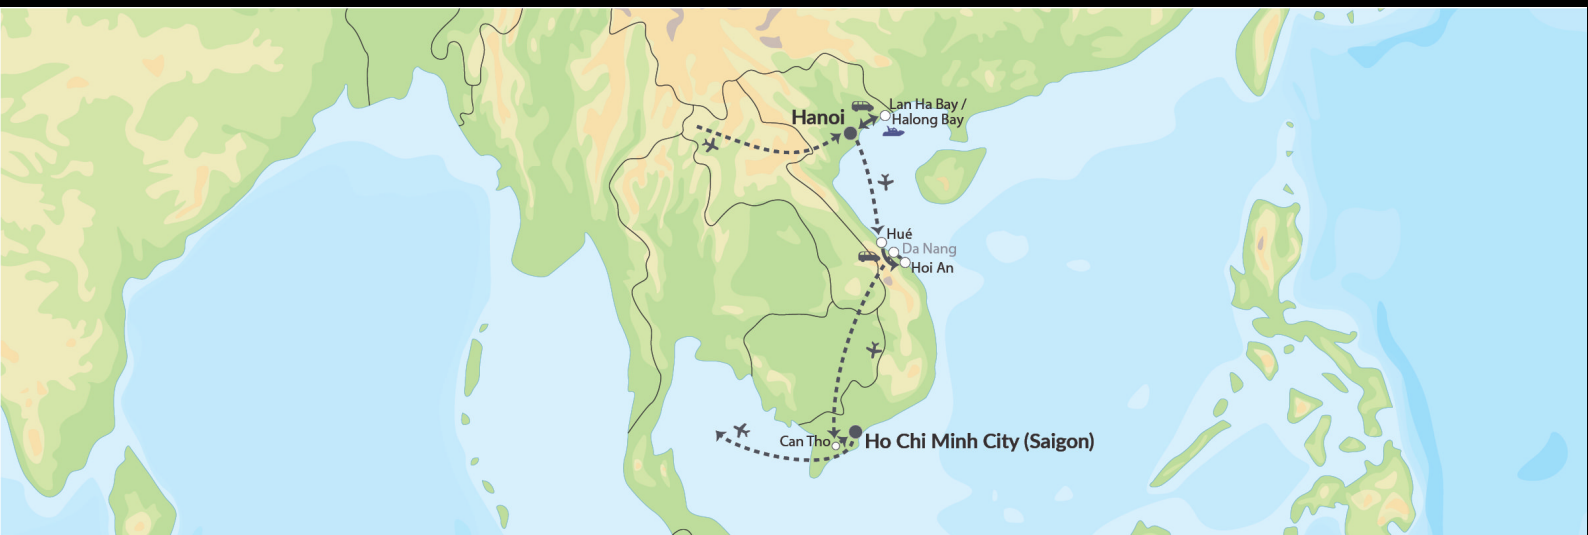 Lan Ha Bay /
Halong Bay
Hanoi
Hué
Da Nang
Hoi An
Can Tho
Ho Chi Minh City (Saigon)